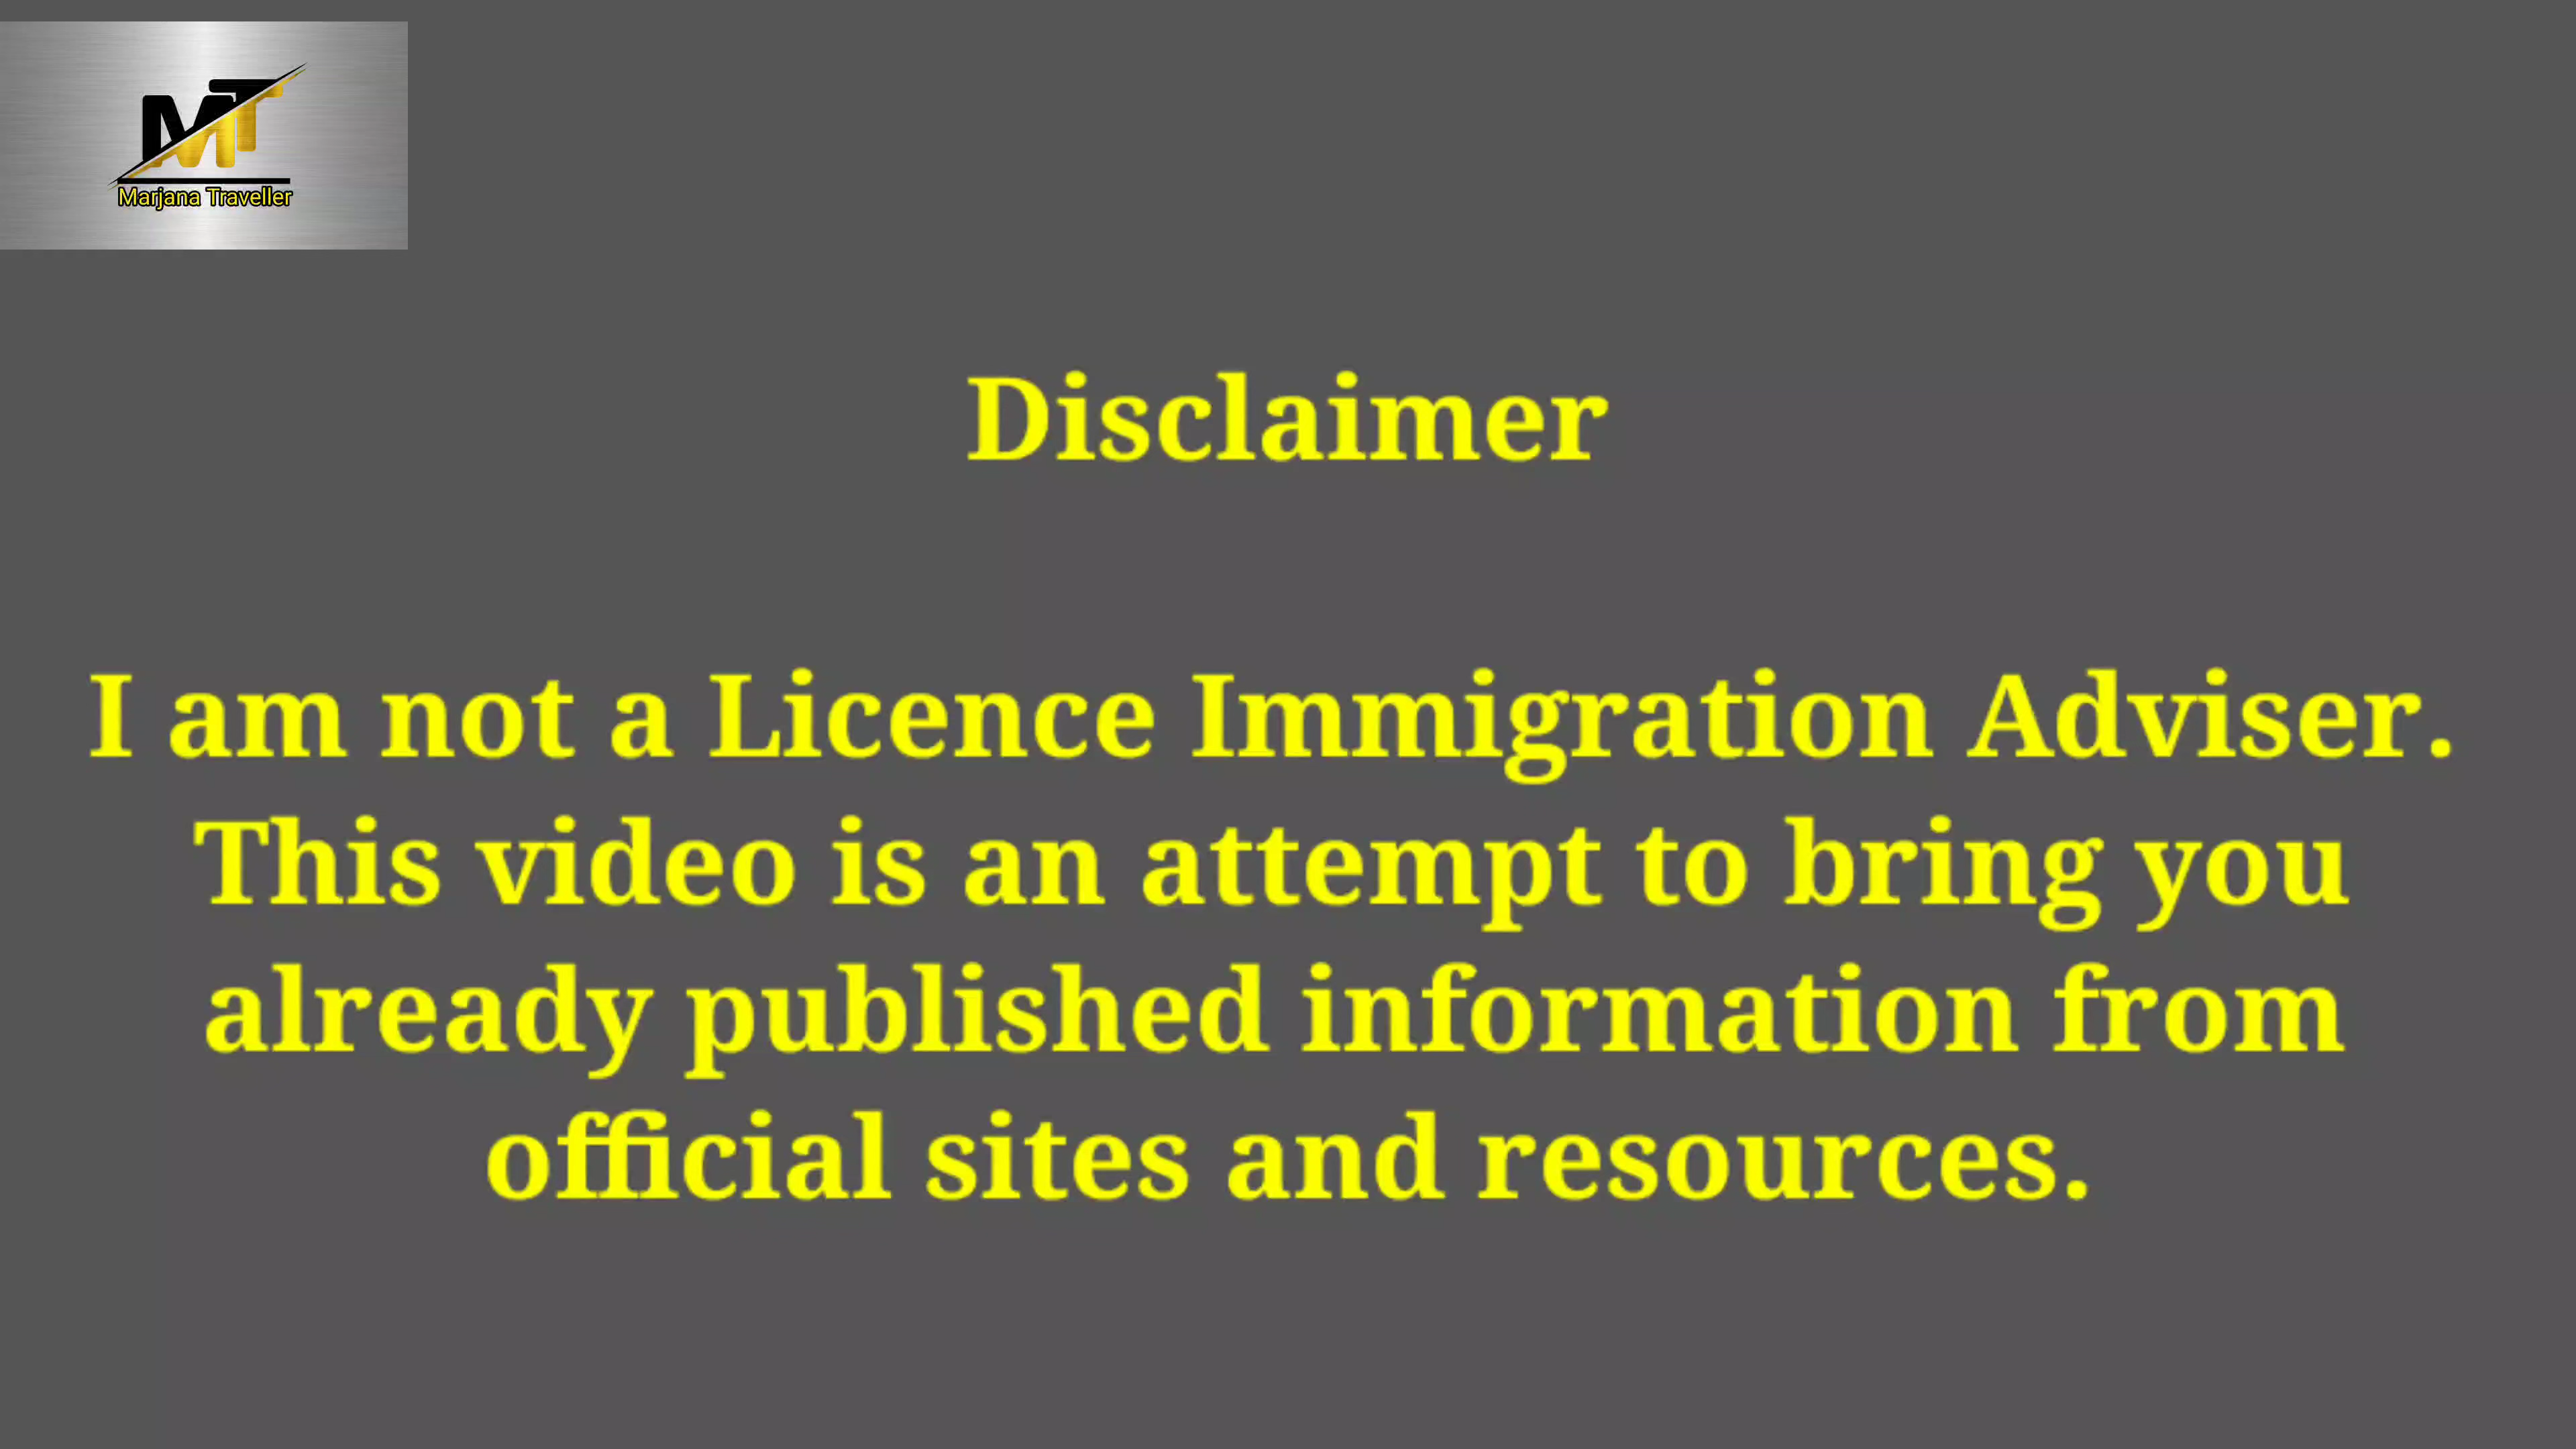 MT
Marjana Traveller
Disclaimer
I am not a Licence Immigration Adviser.
This video is an attempt to bring you
already published information from
official sites and resources.